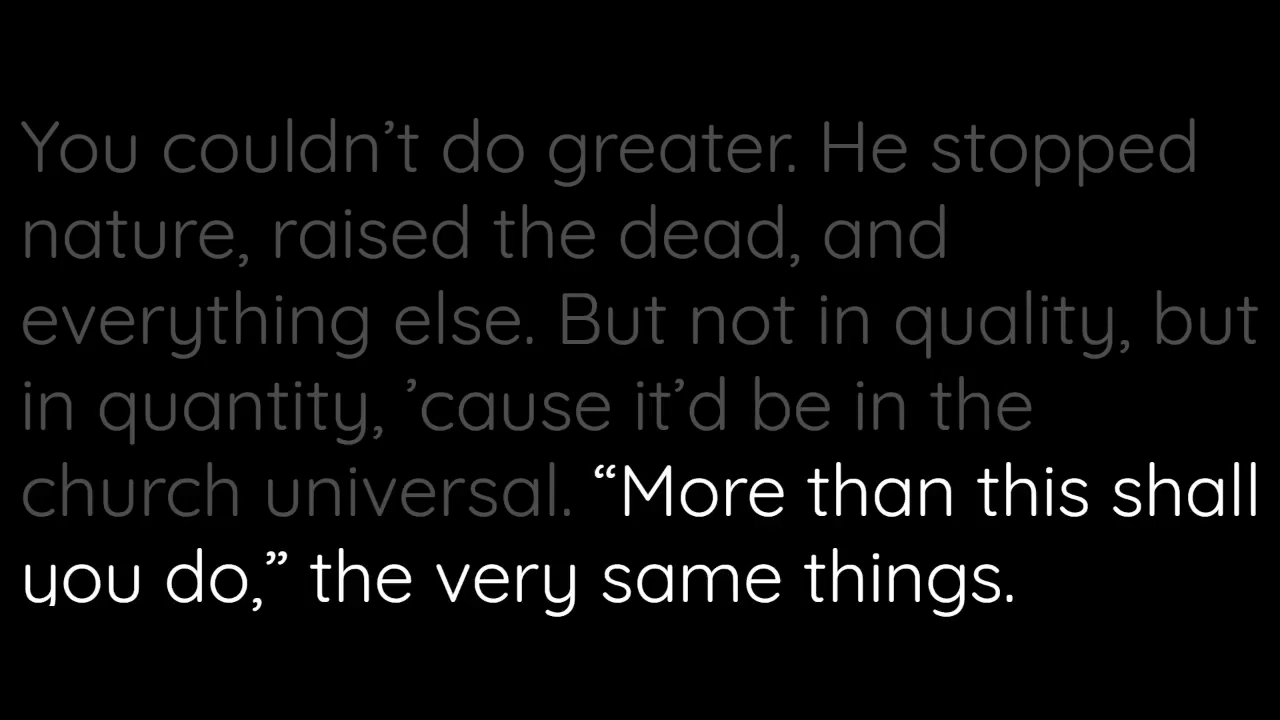 You couldn’t do greater. He stopped
nature, raised the dead, and
everything else. But not in quality, but
in quantity, ’cause it’d be in the
church universal. “More than this shall
you do,” the very same things.